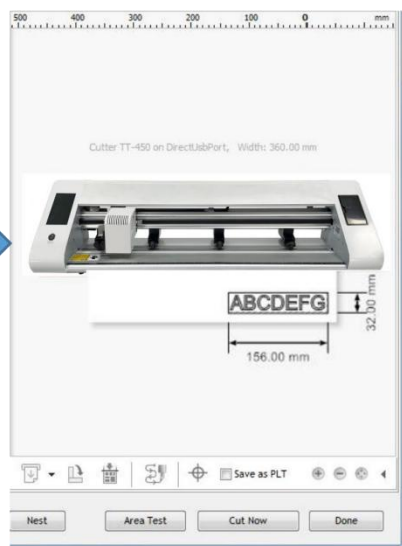 500 400 300 200 100 0 mm
Cutter TT-450 on DirectUsbPort, Width: 360.00 mm
ABCDEFG
32.00 mm
156.00 mm
Save as PLT
Nest Area Test Cut Now Done